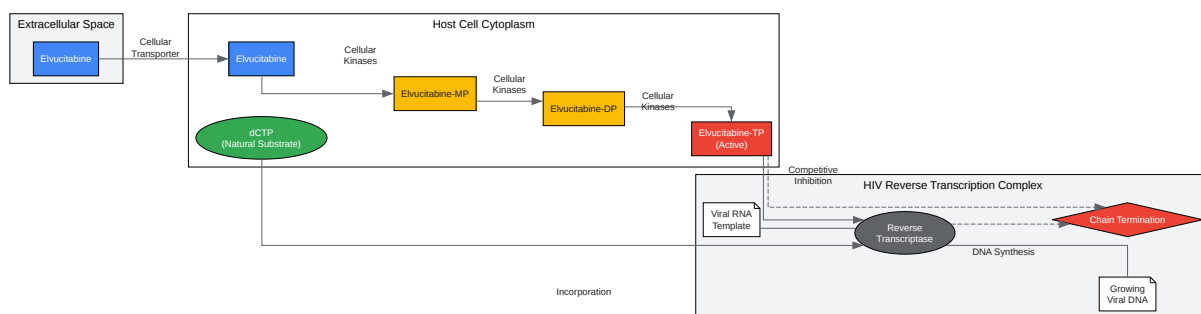 Extracellular Space
Elvucitabine
Cellular
Transporter
Host Cell Cytoplasm
Elvucitabine
Cellular
Kinases
Elvucitabine-MP
Cellular
Kinases
Elvucitabine-DP
Cellular
Kinases
Elvucitabine-TP
(Active)
dCTP
(Natural Substrate)
Competitive
Inhibition
HIV Reverse Transcription Complex
Viral RNA
Template
Reverse
Transcriptase
Chain Termination
DNA Synthesis
Growing
Viral DNA
Incorporation